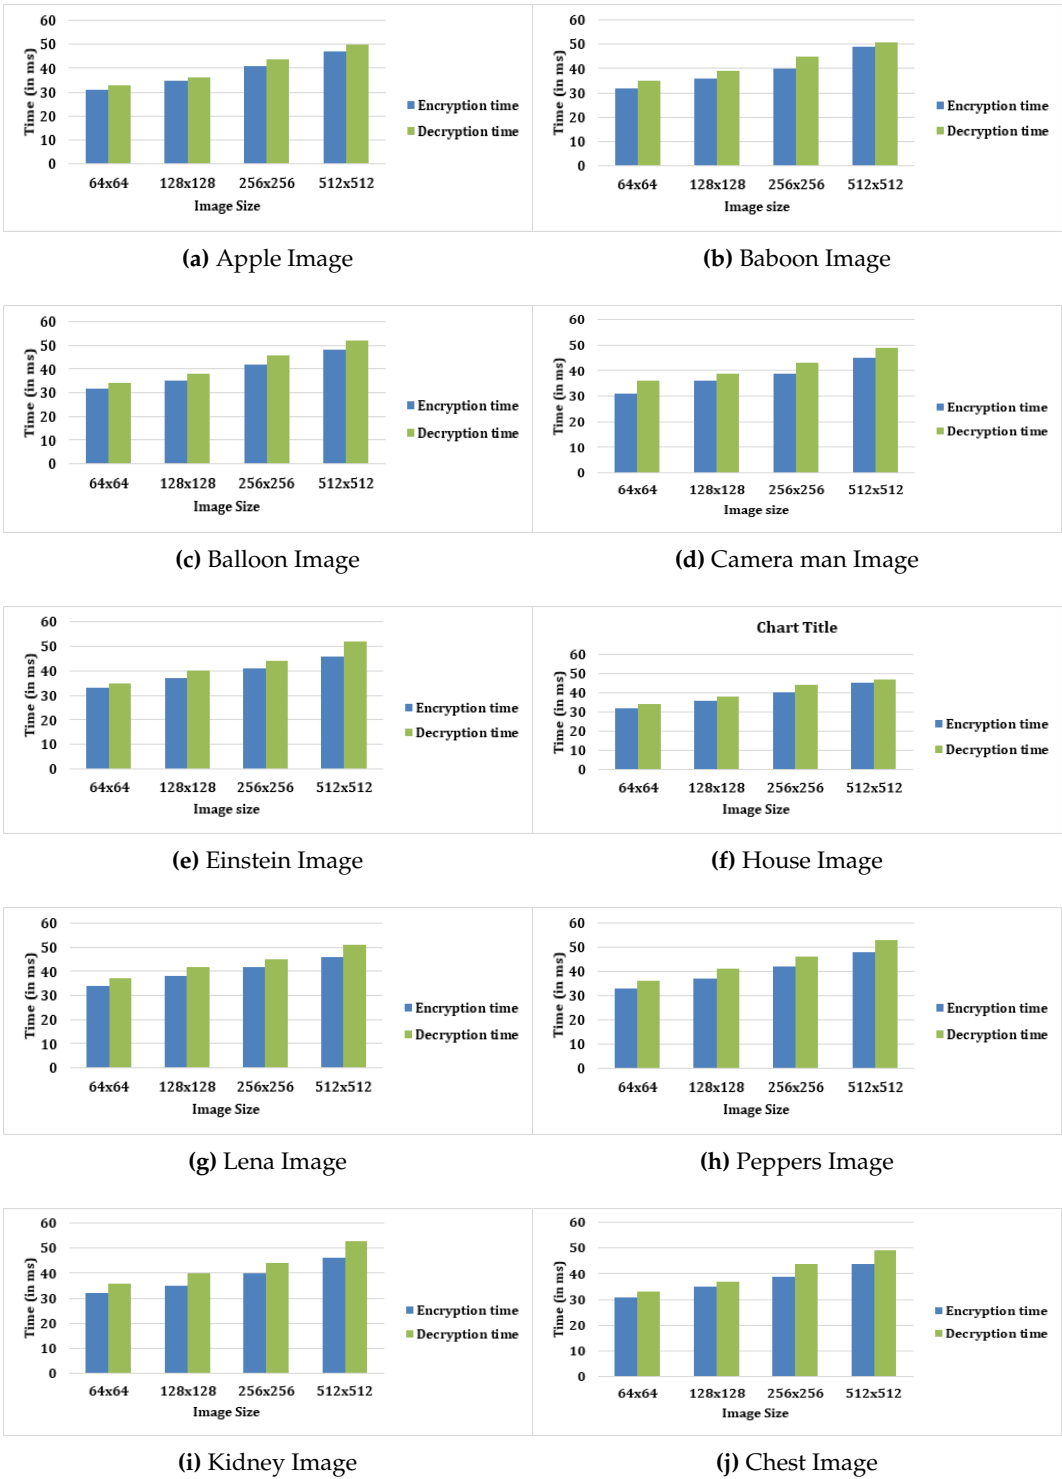 60
50
40
30
20
10
0
Time (in ms)
64x64 128x128 256x256 512x512
Image Size
Encryption time
Decryption time
(a) Apple Image
60
50
40
30
20
10
0
Time (in ms)
64x64 128x128 256x256 512x512
Image size
Encryption time
Decryption time
(b) Baboon Image
60
50
40
30
20
10
0
Time (in ms)
64x64 128x128 256x256 512x512
Image Size
Encryption time
Decryption time
(c) Balloon Image
60
50
40
30
20
10
0
Time (in ms)
64x64 128x128 256x256 512x512
Image size
Encryption time
Decryption time
(d) Camera man Image
60
50
40
30
20
10
0
Time (in ms)
64x64 128x128 256x256 512x512
Image size
Encryption time
Decryption time
(e) Einstein Image
Chart Title
60
50
40
30
20
10
0
Time (in ms)
64x64 128x128 256x256 512x512
Image Size
Encryption time
Decryption time
(f) House Image
60
50
40
30
20
10
0
Time (in ms)
64x64 128x128 256x256 512x512
Image Size
Encryption time
Decryption time
(g) Lena Image
60
50
40
30
20
10
0
Time (in ms)
64x64 128x128 256x256 512x512
Image Size
Encryption time
Decryption time
(h) Peppers Image
60
50
40
30
20
10
0
Time (in ms)
64x64 128x128 256x256 512x512
Image Size
Encryption time
Decryption time
(i) Kidney Image
60
50
40
30
20
10
0
Time (in ms)
64x64 128x128 256x256 512x512
Image Size
Encryption time
Decryption time
(j) Chest Image